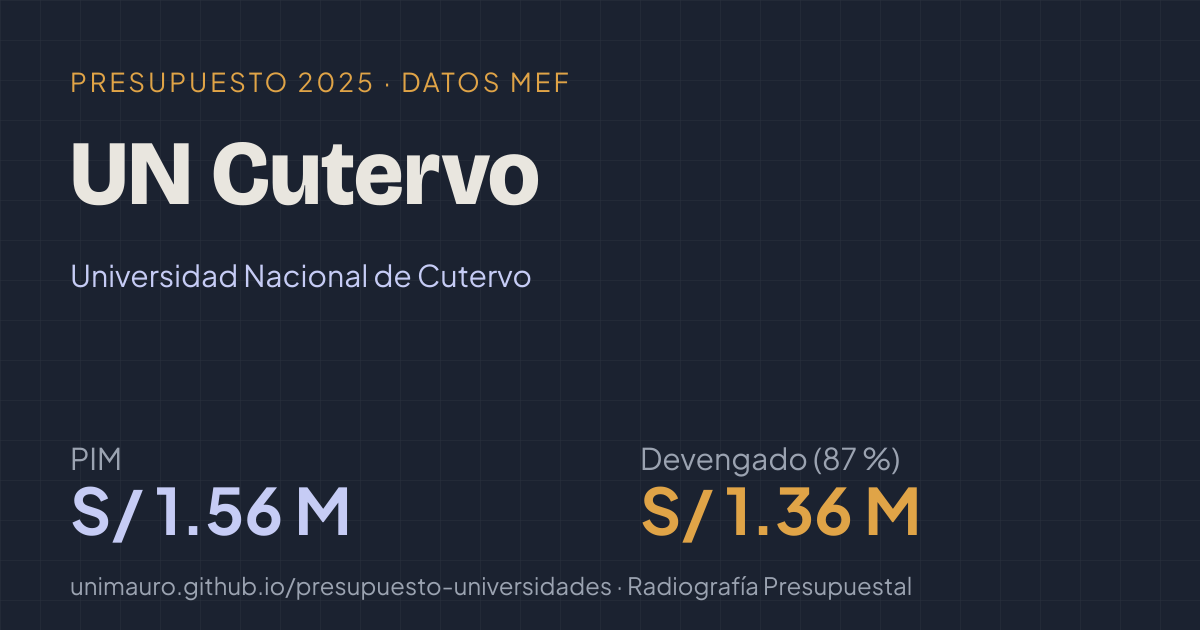 PRESUPUESTO 2025 · DATOS MEF
UN Cutervo
Universidad Nacional de Cutervo
PIM
S/ 1.56 M
Devengado (87 %)
S/ 1.36 M
unimauro.github.io/presupuesto-universidades · Radiografía Presupuestal